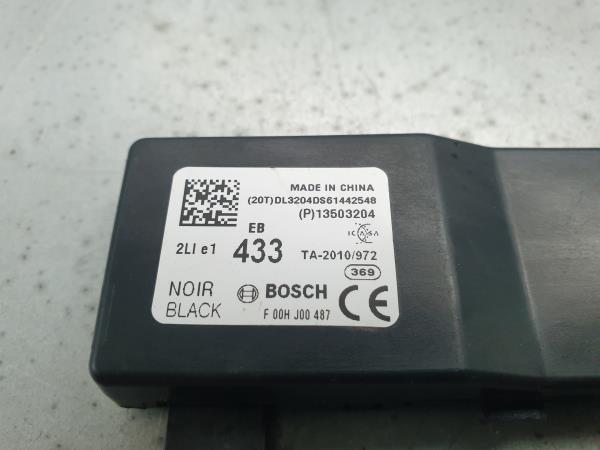 MADE IN CHINA
(20T)DL3204DS61442548
(P)13503204
EB
ICASA
2LI e1 433 TA-2010/972
369
NOIR
BLACK
BOSCH
F 00H J00 487
CE